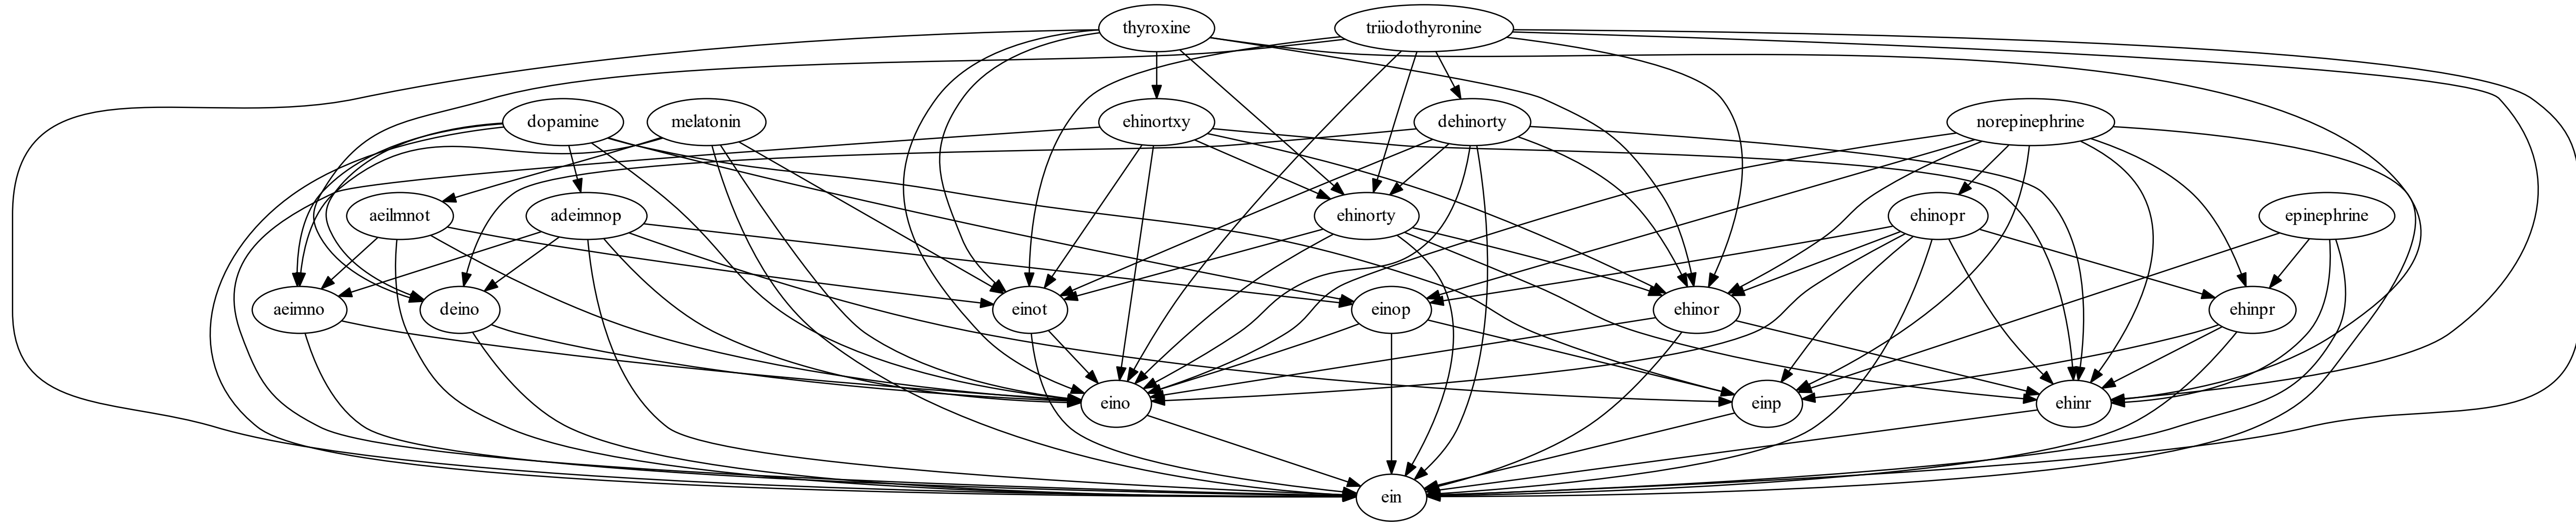 thyroxine triiodothyronine
dopamine melatonin ehinortxy dehinorty norepinephrine
aeilmnot adeimnop ehinorty ehinopr epinephrine
aeimno deino einot einop ehinor ehinpr
eino einp ehinr
ein